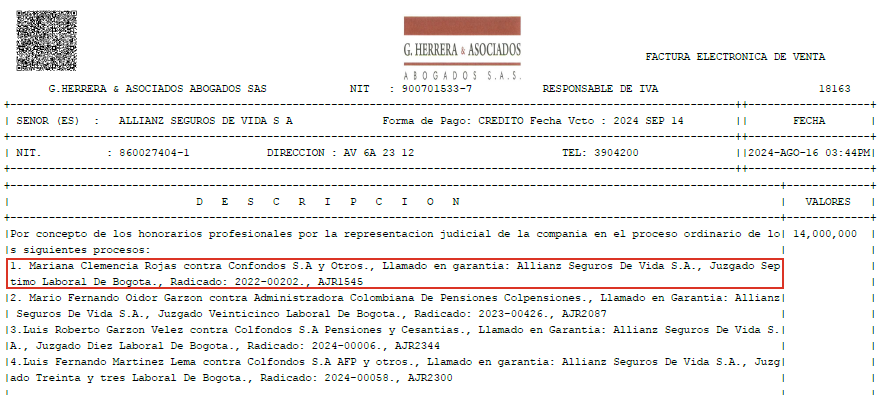 G. HERRERA & ASOCIADOS
ABOGADOS S.A.S.
FACTURA ELECTRONICA DE VENTA
G.HERRERA & ASOCIADOS ABOGADOS SAS NIT : 900701533-7 RESPONSABLE DE IVA 18163
SENOR (ES) : ALLIANZ SEGUROS DE VIDA S A Forma de Pago: CREDITO Fecha Vcto : 2024 SEP 14 FECHA
NIT. : 860027404-1 DIRECCION : AV 6A 23 12 TEL: 3904200 2024-AGO-16 03:44PM
D E S C R I P C I O N VALORES
Por concepto de los honorarios profesionales por la representacion judicial de la compania en el proceso ordinario de lo 14,000,000
s siguientes procesos:
1. Mariana Clemencia Rojas contra Confondos S.A y Otros., Llamado en garantia: Allianz Seguros De Vida S.A., Juzgado Sep
timo Laboral De Bogota., Radicado: 2022-00202., AJR1545
2. Mario Fernando Oidor Garzon contra Administradora Colombiana De Pensiones Colpensiones., Llamado en Garantia: Allianz
Seguros De Vida S.A., Juzgado Veinticinco Laboral De Bogota., Radicado: 2023-00426., AJR2087
3.Luis Roberto Garzon Velez contra Colfondos S.A Pensiones y Cesantias., Llamado en Garantia: Allianz Seguros De Vida S.
A., Juzgado Diez Laboral De Bogota., Radicado: 2024-00006., AJR2344
4.Luis Fernando Martinez Lema contra Colfondos S.A AFP y otros., Llamado en garantia: Allianz Seguros De Vida S.A., Juzg
ado Treinta y tres Laboral De Bogota., Radicado: 2024-00058., AJR2300